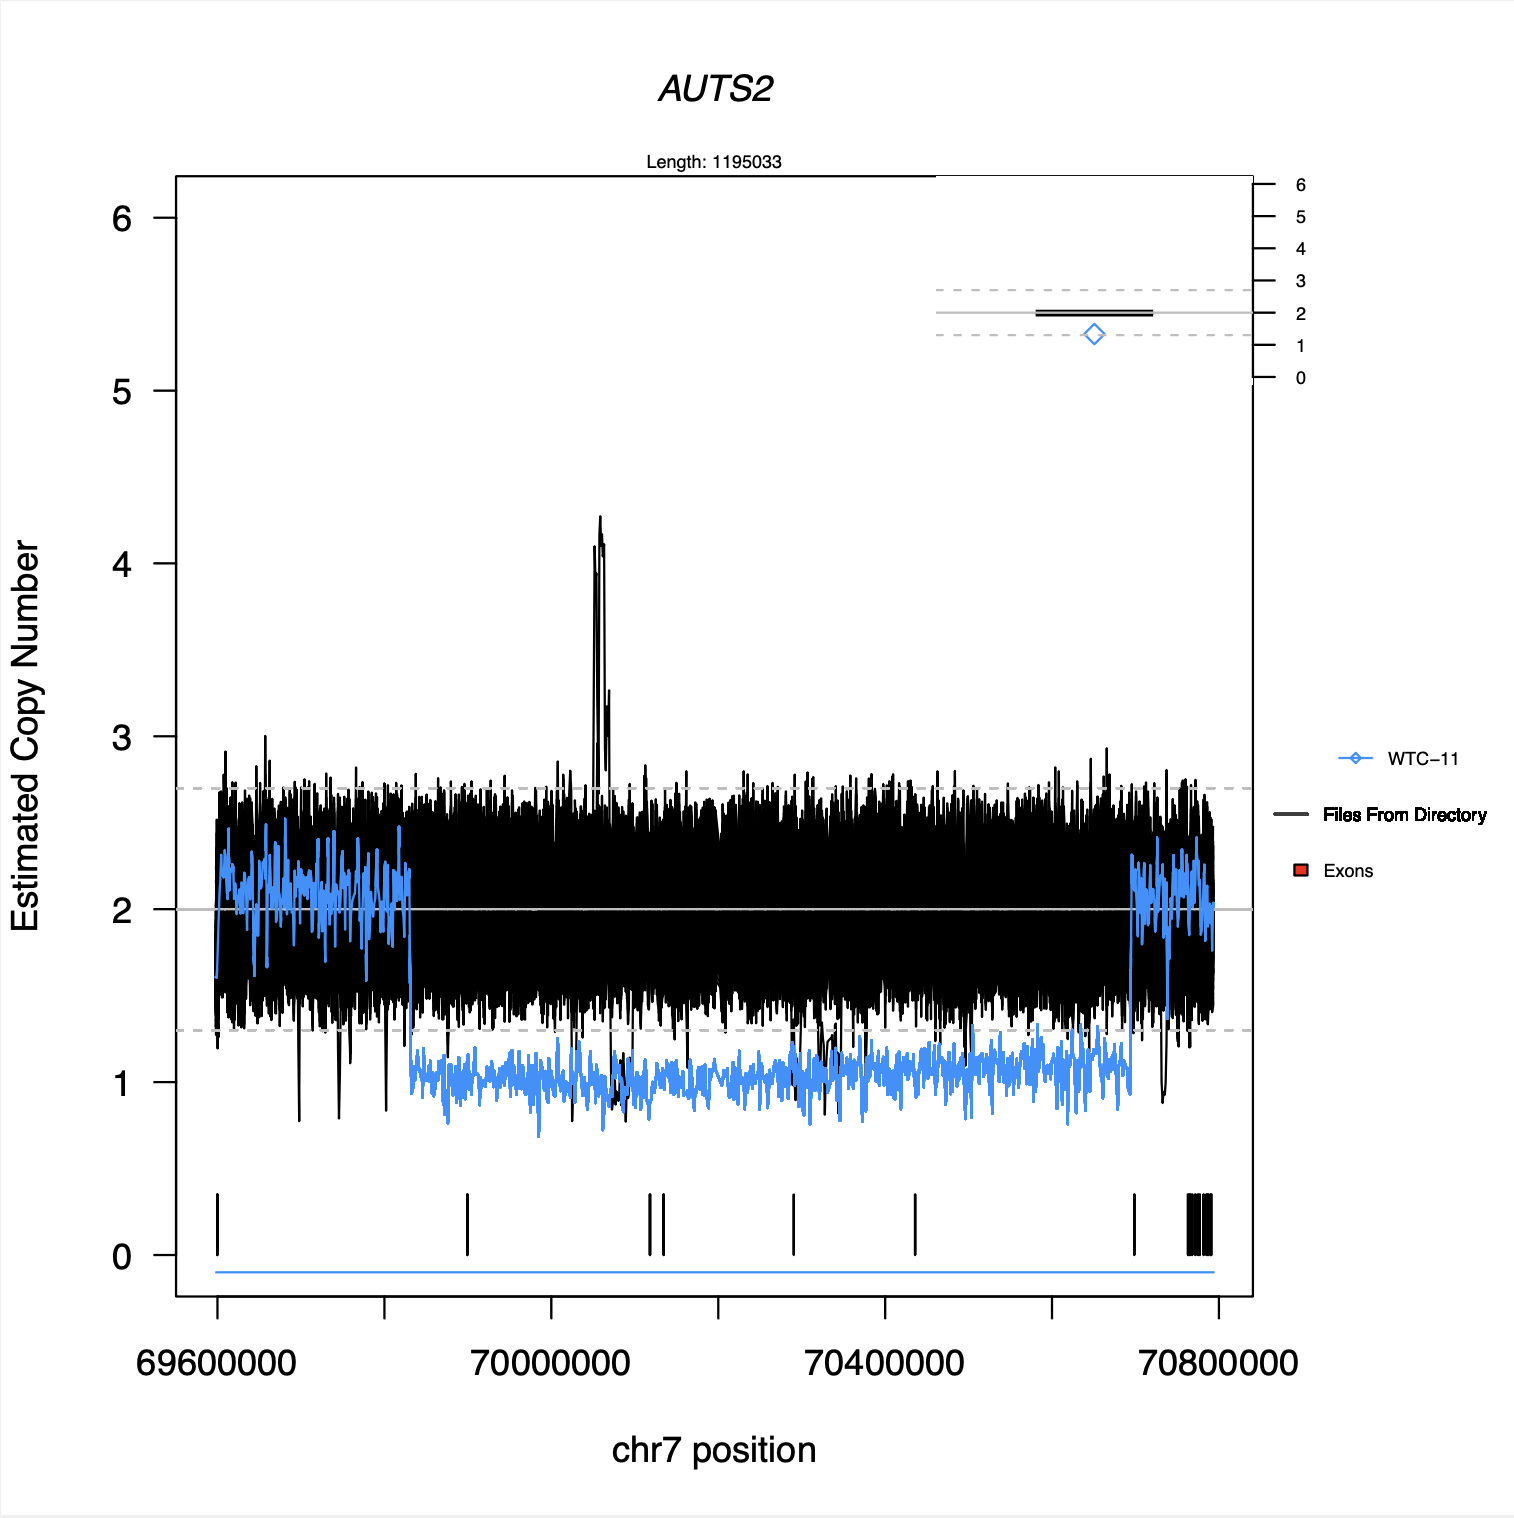 AUTS2
Length: 1195033
6
5
4
3
2
1
0
Estimated Copy Number
6
5
4
3
2
1
0
WTC-11
Files From Directory
Exons
69600000 70000000 70400000 70800000
chr7 position